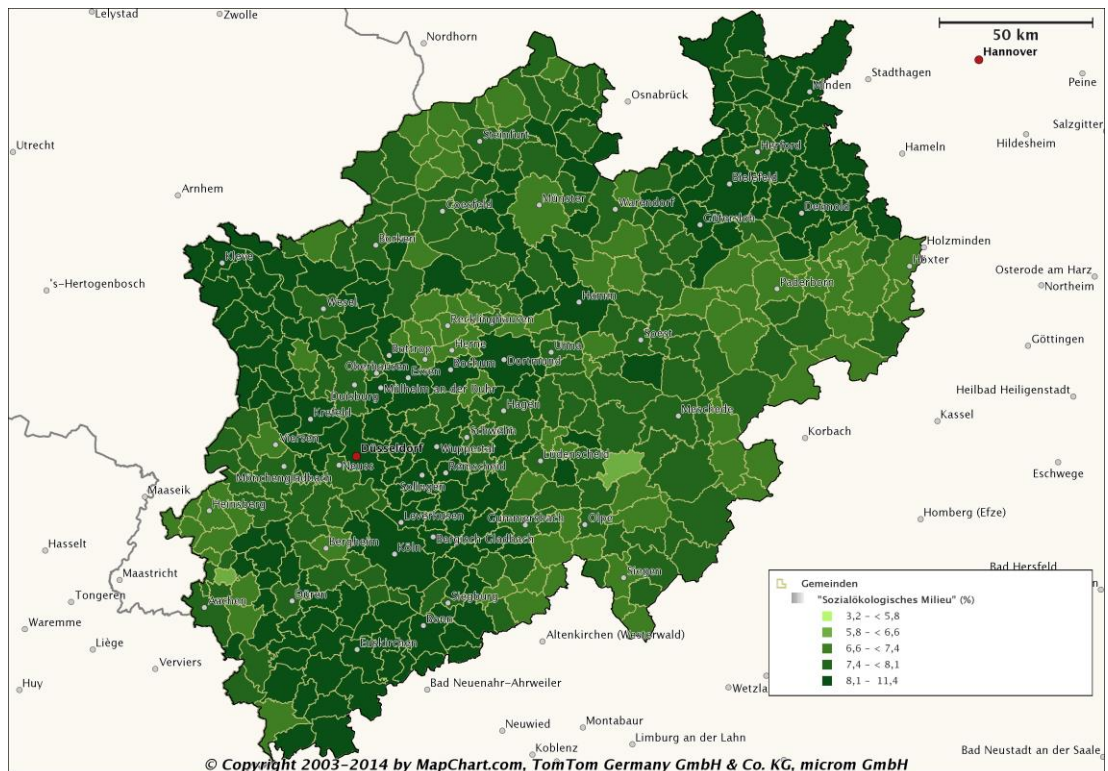 Lelystad
Zwolle
Nordhorn
50 km
Hannover
Stadthagen
Peine
Osnabrück
Minden
Salzgitter
Utrecht
Steinfurt
Hildesheim
Herford
Hameln
Arnhem
Bielefeld
Coesfeld
Münster
Warendorf
Detmold
Gütersloh
Borken
Holzminden
Kleve
Höxter
Osterode am Harz
's-Hertogenbosch
Paderborn
Northeim
Wesel
Hamm
Recklinghausen
Soest
Göttingen
Herne
Unna
Bottrop
Dortmund
Oberhausen
Bochum
Essen
Duisburg
Mülheim an der Ruhr
Heilbad Heiligenstadt
Krefeld
Hagen
Meschede
Kassel
Viersen
Schwelm
Korbach
Düsseldorf
Wuppertal
Lüdenscheid
Mönchengladbach
Neuss
Remscheid
Eschwege
Solingen
Maaseik
Heinsberg
Leverkusen
Gummersbach
Olpe
Homberg (Efze)
Hasselt
Bergheim
Köln
Bergisch Gladbach
Maastricht
Siegen
Bad Hersfeld
Tongeren
Aachen
Düren
Siegburg
Waremme
Bonn
Liège
Euskirchen
Altenkirchen (Westerwald)
Verviers
Huy
Bad Neuenahr-Ahrweiler
Neuwied
Montabaur
Limburg an der Lahn
Koblenz
Bad Neustadt an der Saale
Gemeinden
"Sozialökologisches Milieu" (%)
3,2 - < 5,8
5,8 - < 6,6
6,6 - < 7,4
7,4 - < 8,1
8,1 - 11,4
© Copyright 2003-2014 by MapChart.com, TomTom Germany GmbH & Co. KG, microm GmbH